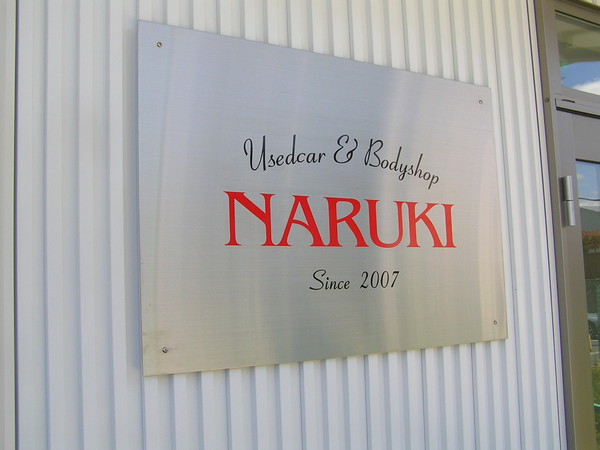 Usedcar & Bodyshop
NARUKI
Since 2007